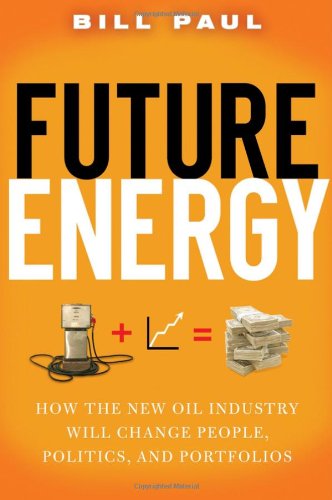 BILL PAUL
FUTURE
ENERGY
+ =
HOW THE NEW OIL INDUSTRY
WILL CHANGE PEOPLE,
POLITICS, AND PORTFOLIOS